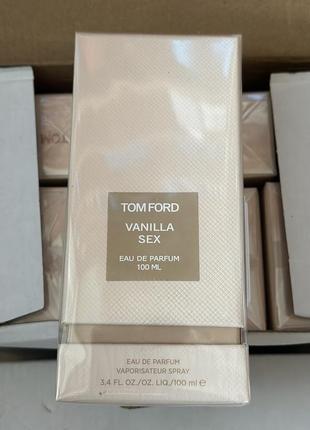 TOM FORD
VANILLA
SEX
EAU DE PARFUM
100 ML
EAU DE PARFUM
VAPORISATEUR SPRAY
3.4 FL. OZ./OZ. LIQ./100 ml e
TOM